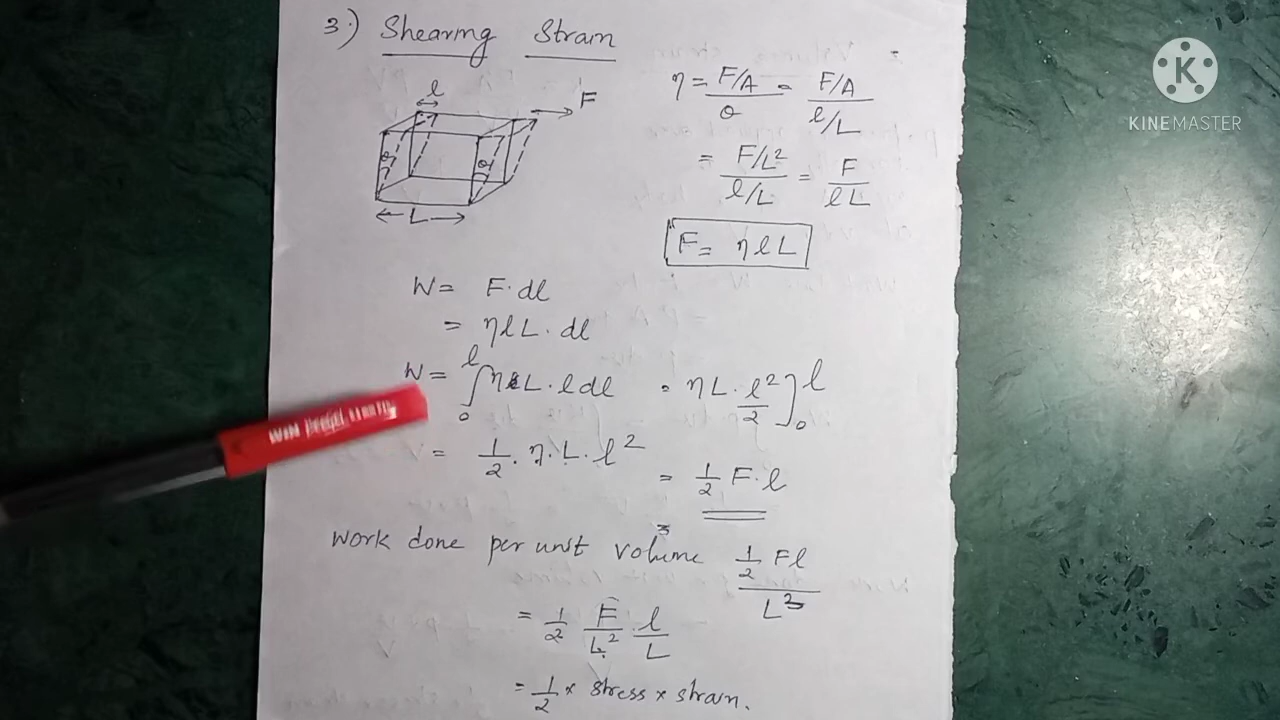 3) Shearing Strain
l
F
θ
θ
←L→
η = F/A / θ = F/A / l/L
= F/L² / l/L = F / lL
F = ηlL
W = F·dl
= ηlL·dl
W = ∫₀ˡ ηL·l dl = ηL·l²/2 ]₀ˡ
= 1/2·η·L·l²
= 1/2 F·l
Work done per unit volume 1/2 Fl / L³
= 1/2 F/L² · l/L
= 1/2 × stress × strain.
KINEMASTER
WIN